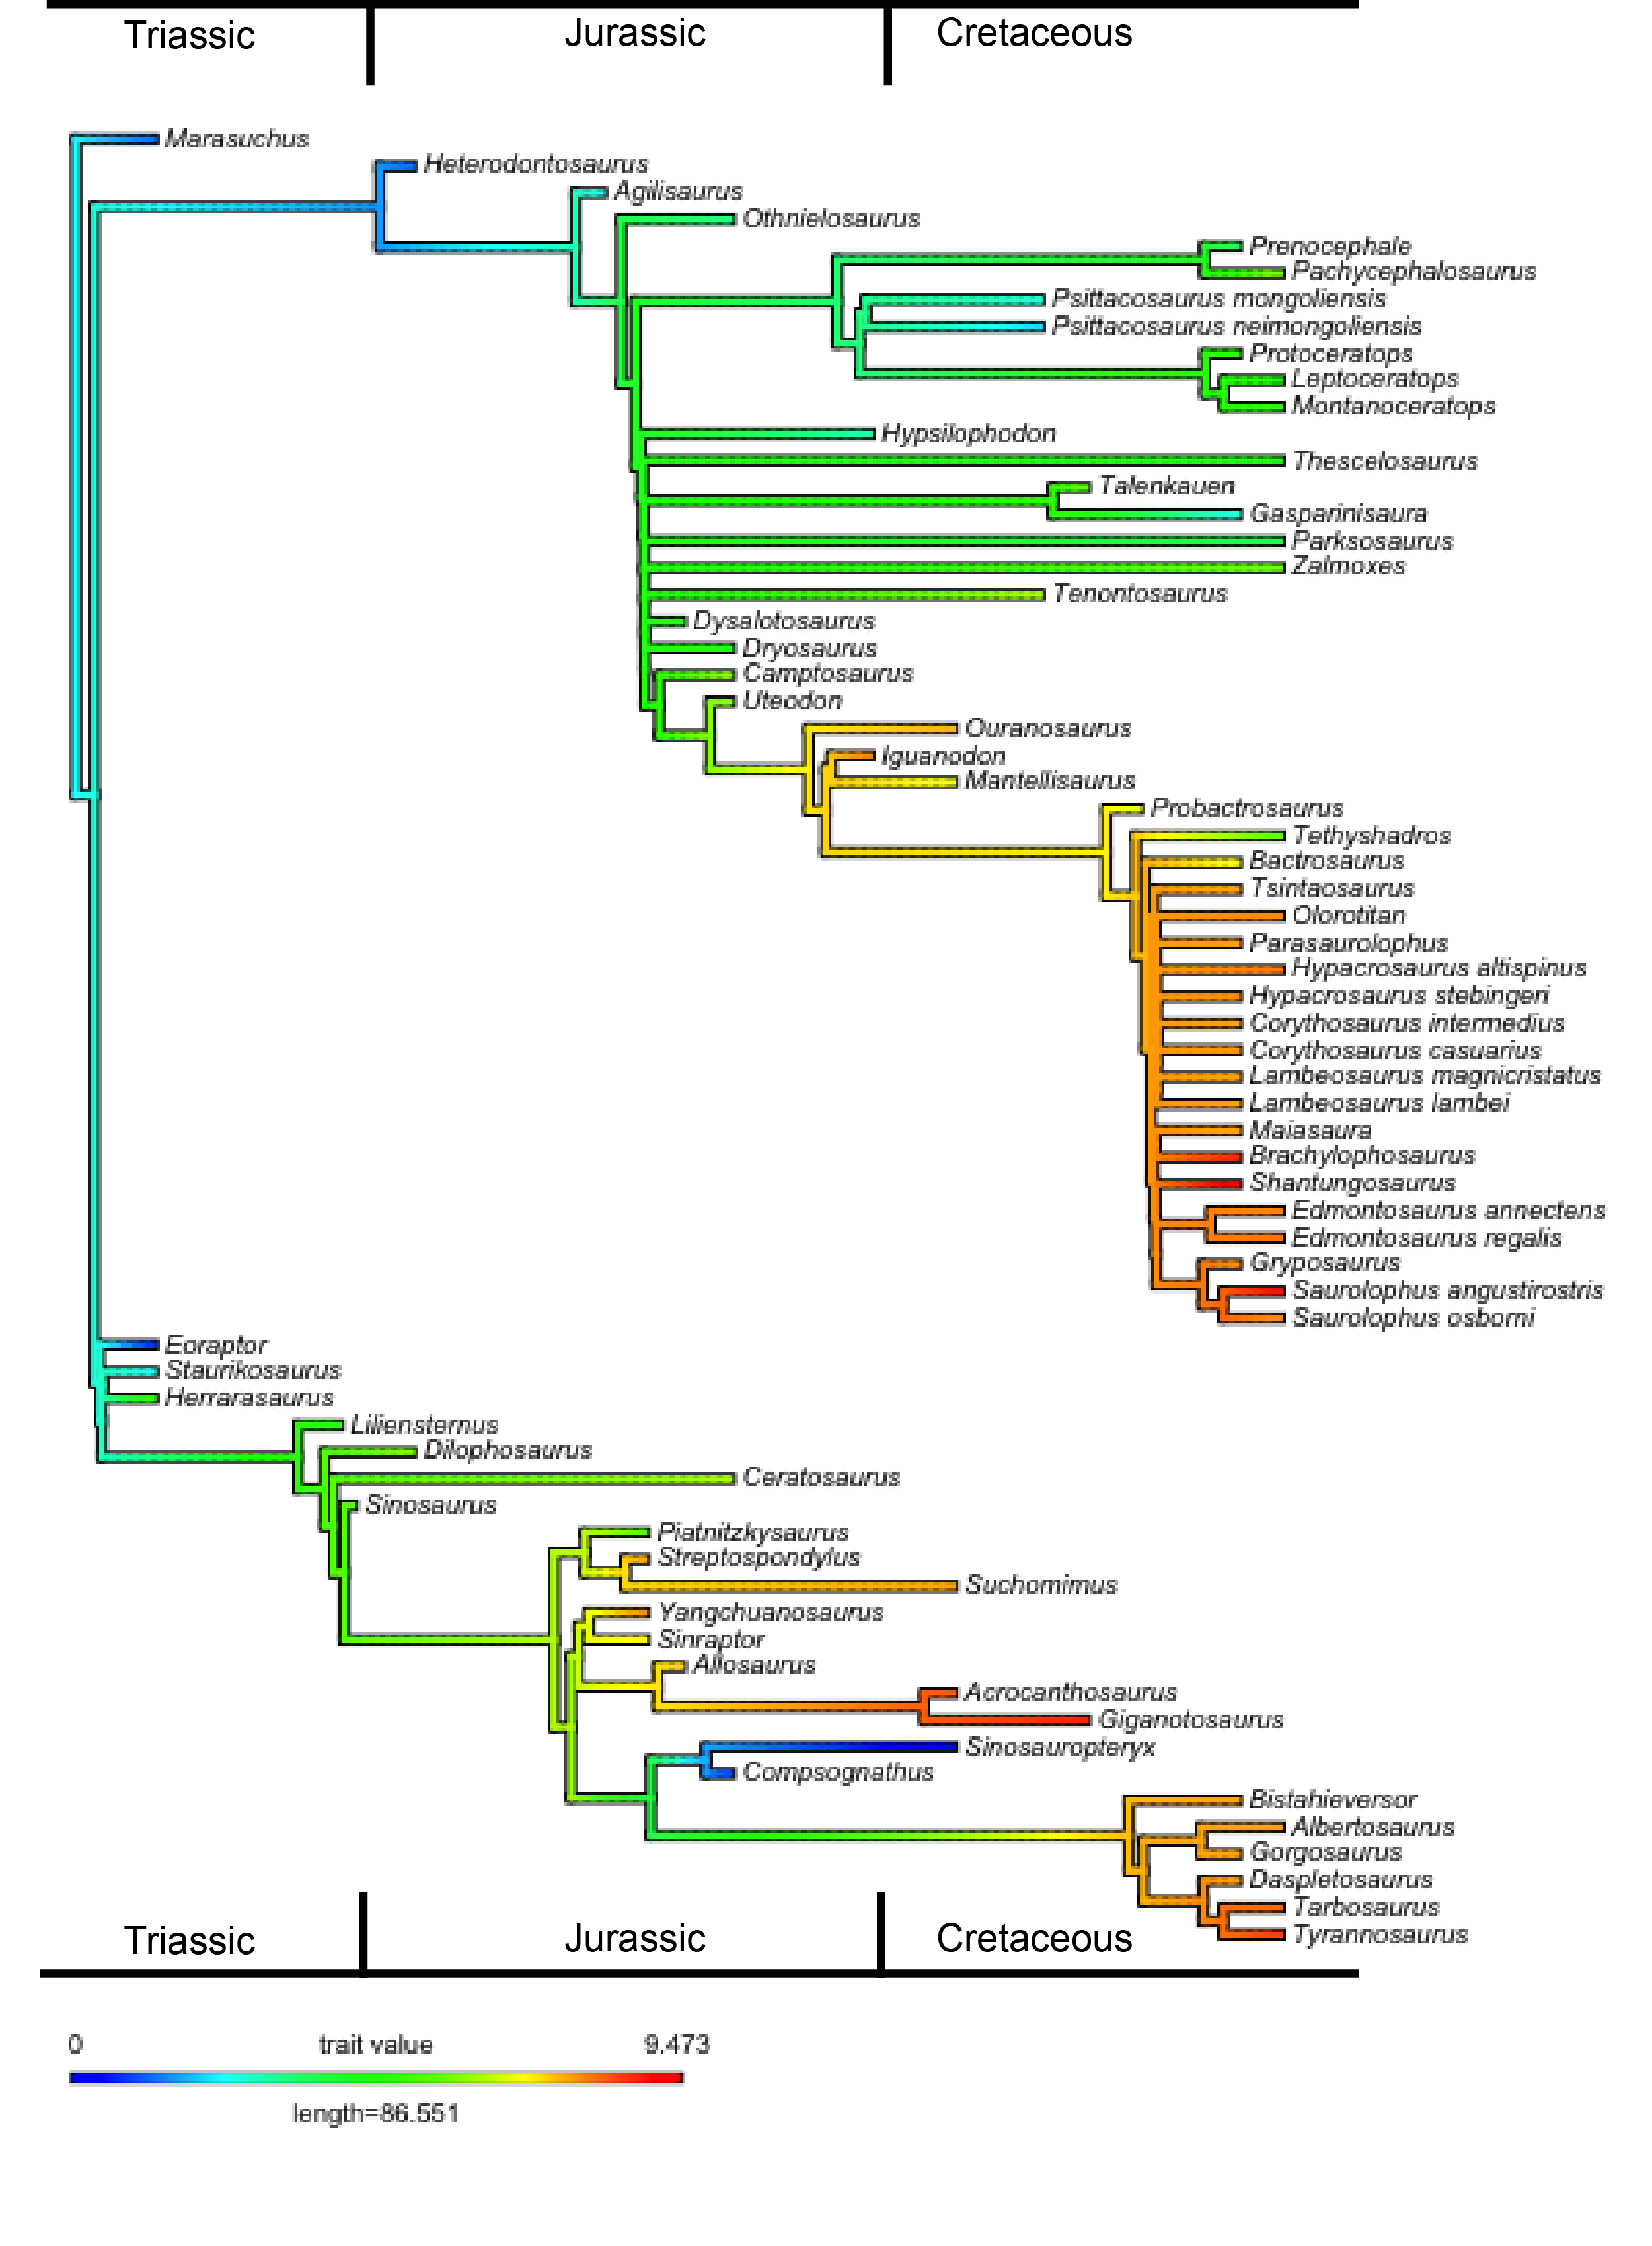 Triassic Jurassic Cretaceous
Marasuchus
Heterodontosaurus
Agilisaurus
Othnielosaurus
Prenocephale
Pachycephalosaurus
Psittacosaurus mongoliensis
Psittacosaurus neimongoliensis
Protoceratops
Leptoceratops
Montanoceratops
Hypsilophodon
Thescelosaurus
Talenkauen
Gasparinisaura
Parksosaurus
Zalmoxes
Tenontosaurus
Dysalotosaurus
Dryosaurus
Camptosaurus
Uteodon
Ouranosaurus
Iguanodon
Mantellisaurus
Probactrosaurus
Tethyshadros
Bactrosaurus
Tsintaosaurus
Olorotitan
Parasaurolophus
Hypacrosaurus altispinus
Hypacrosaurus stebingeri
Corythosaurus intermedius
Corythosaurus casuarius
Lambeosaurus magnicristatus
Lambeosaurus lambei
Maiasaura
Brachylophosaurus
Shantungosaurus
Edmontosaurus annectens
Edmontosaurus regalis
Gryposaurus
Saurolophus angustirostris
Saurolophus osborni
Eoraptor
Staurikosaurus
Herrarasaurus
Liliensternus
Dilophosaurus
Ceratosaurus
Sinosaurus
Piatnitzkysaurus
Streptospondylus
Suchomimus
Yangchuanosaurus
Sinraptor
Allosaurus
Acrocanthosaurus
Giganotosaurus
Sinosauropteryx
Compsognathus
Bistahieversor
Albertosaurus
Gorgosaurus
Daspletosaurus
Tarbosaurus
Tyrannosaurus
Triassic Jurassic Cretaceous
0 trait value 9.473
length=86.551